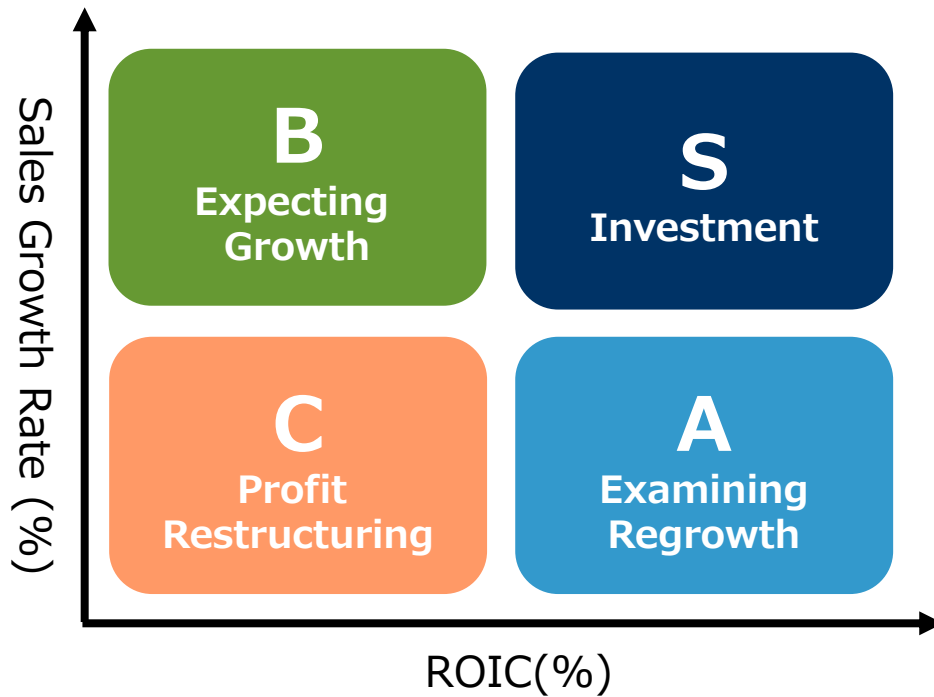 Sales Growth Rate (%)
B
Expecting
Growth
S
Investment
C
Profit
Restructuring
A
Examining
Regrowth
ROIC(%)